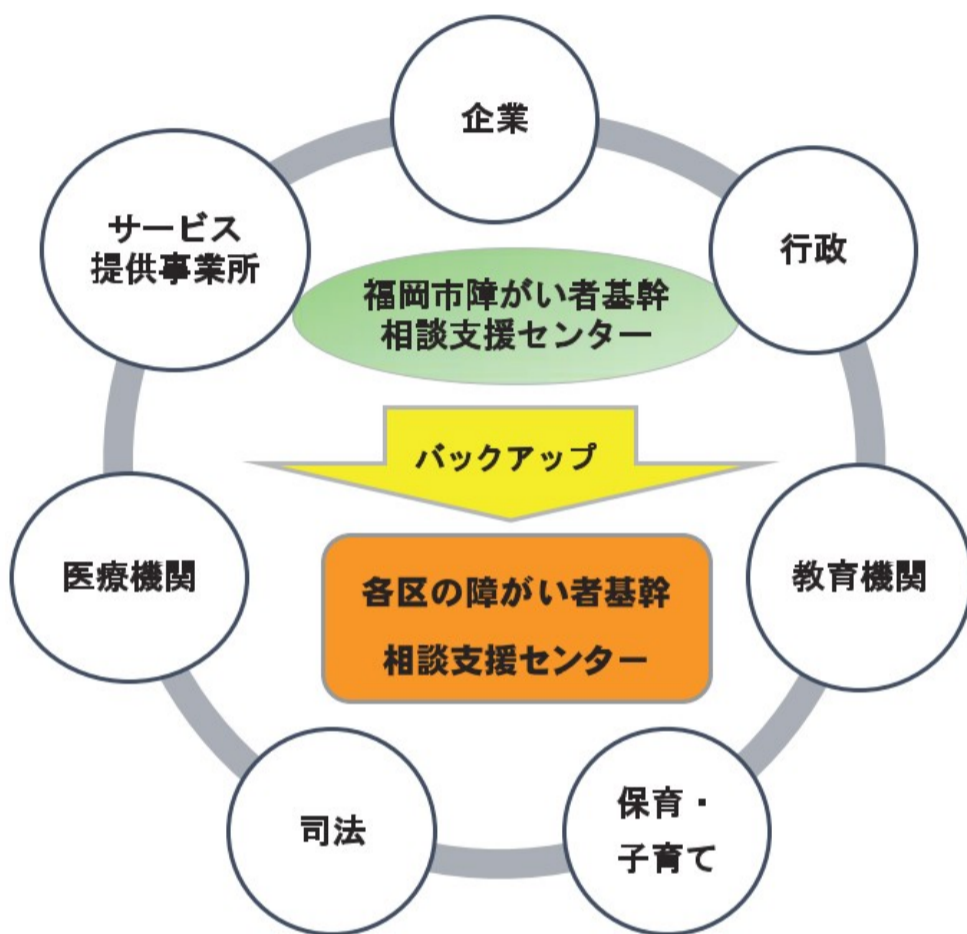 企業
サービス
提供事業所
行政
福岡市障がい者基幹
相談支援センター
バックアップ
医療機関
各区の障がい者基幹
相談支援センター
教育機関
司法
保育・
子育て